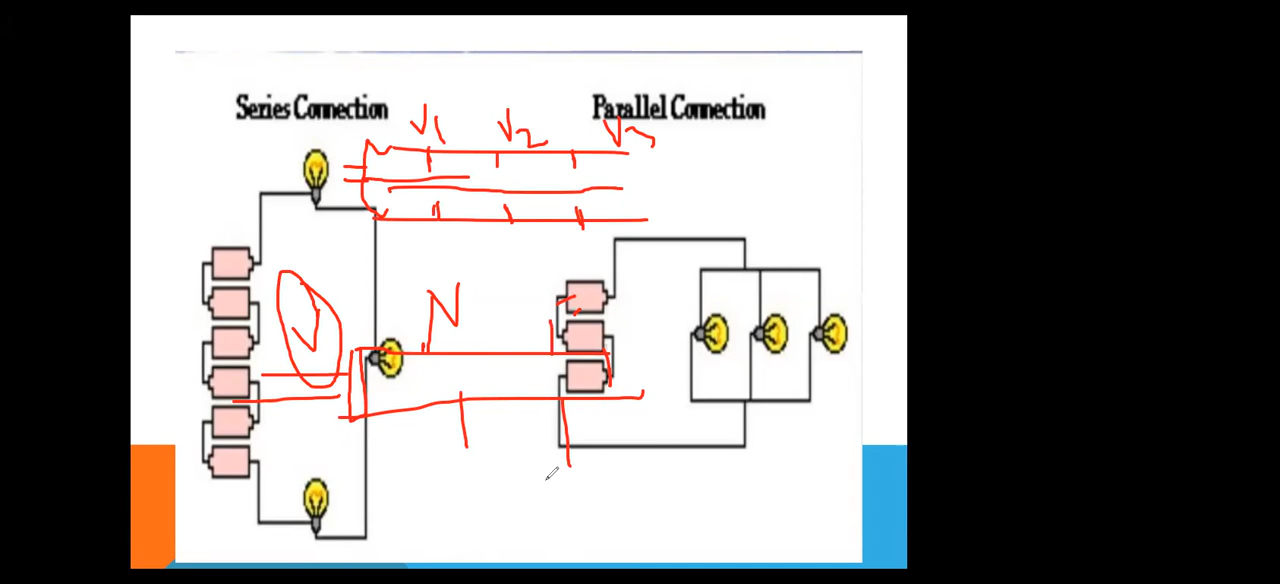 Series Connection
Parallel Connection
V1 V2 V3
V
N